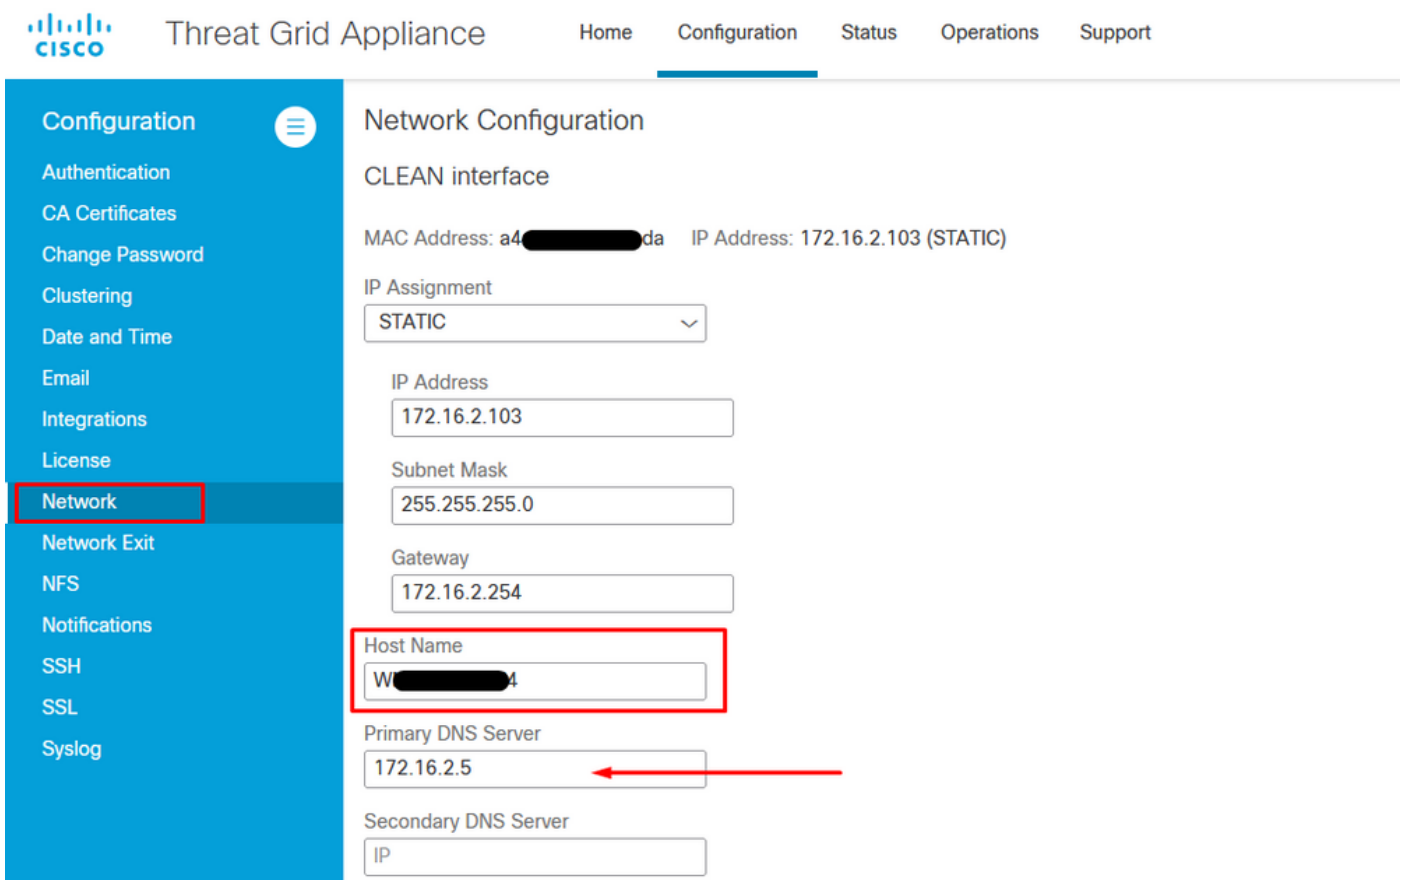 CISCO Threat Grid Appliance Home Configuration Status Operations Support
Configuration
Authentication
CA Certificates
Change Password
Clustering
Date and Time
Email
Integrations
License
Network
Network Exit
NFS
Notifications
SSH
SSL
Syslog
Network Configuration
CLEAN interface
MAC Address: a4 da IP Address: 172.16.2.103 (STATIC)
IP Assignment
STATIC
IP Address
172.16.2.103
Subnet Mask
255.255.255.0
Gateway
172.16.2.254
Host Name
W 4
Primary DNS Server
172.16.2.5
Secondary DNS Server
IP